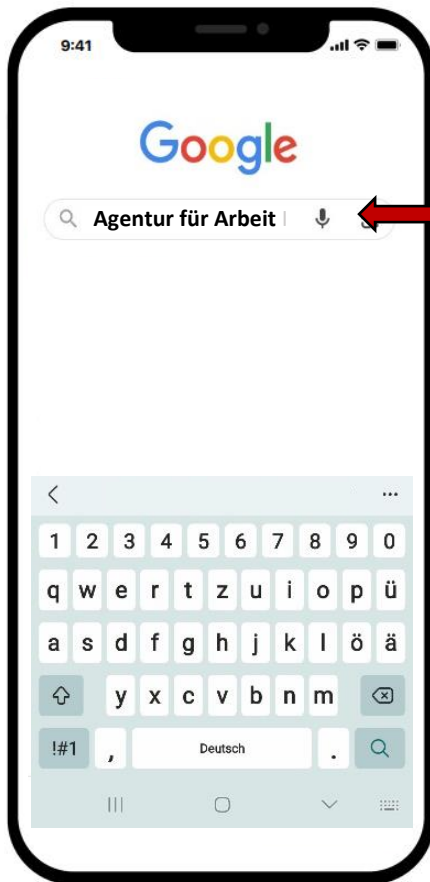 9:41
Google
Agentur für Arbeit
...
1 2 3 4 5 6 7 8 9 0
q w e r t z u i o p ü
a s d f g h j k l ö ä
y x c v b n m
!#1 , Deutsch .